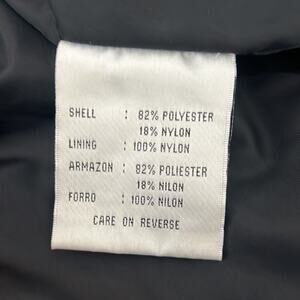 SHELL : 82% POLYESTER
18% NYLON
LINING : 100% NYLON
ARMAZON : 82% POLIESTER
18% NILON
FORRO : 100% NILON
CARE ON REVERSE